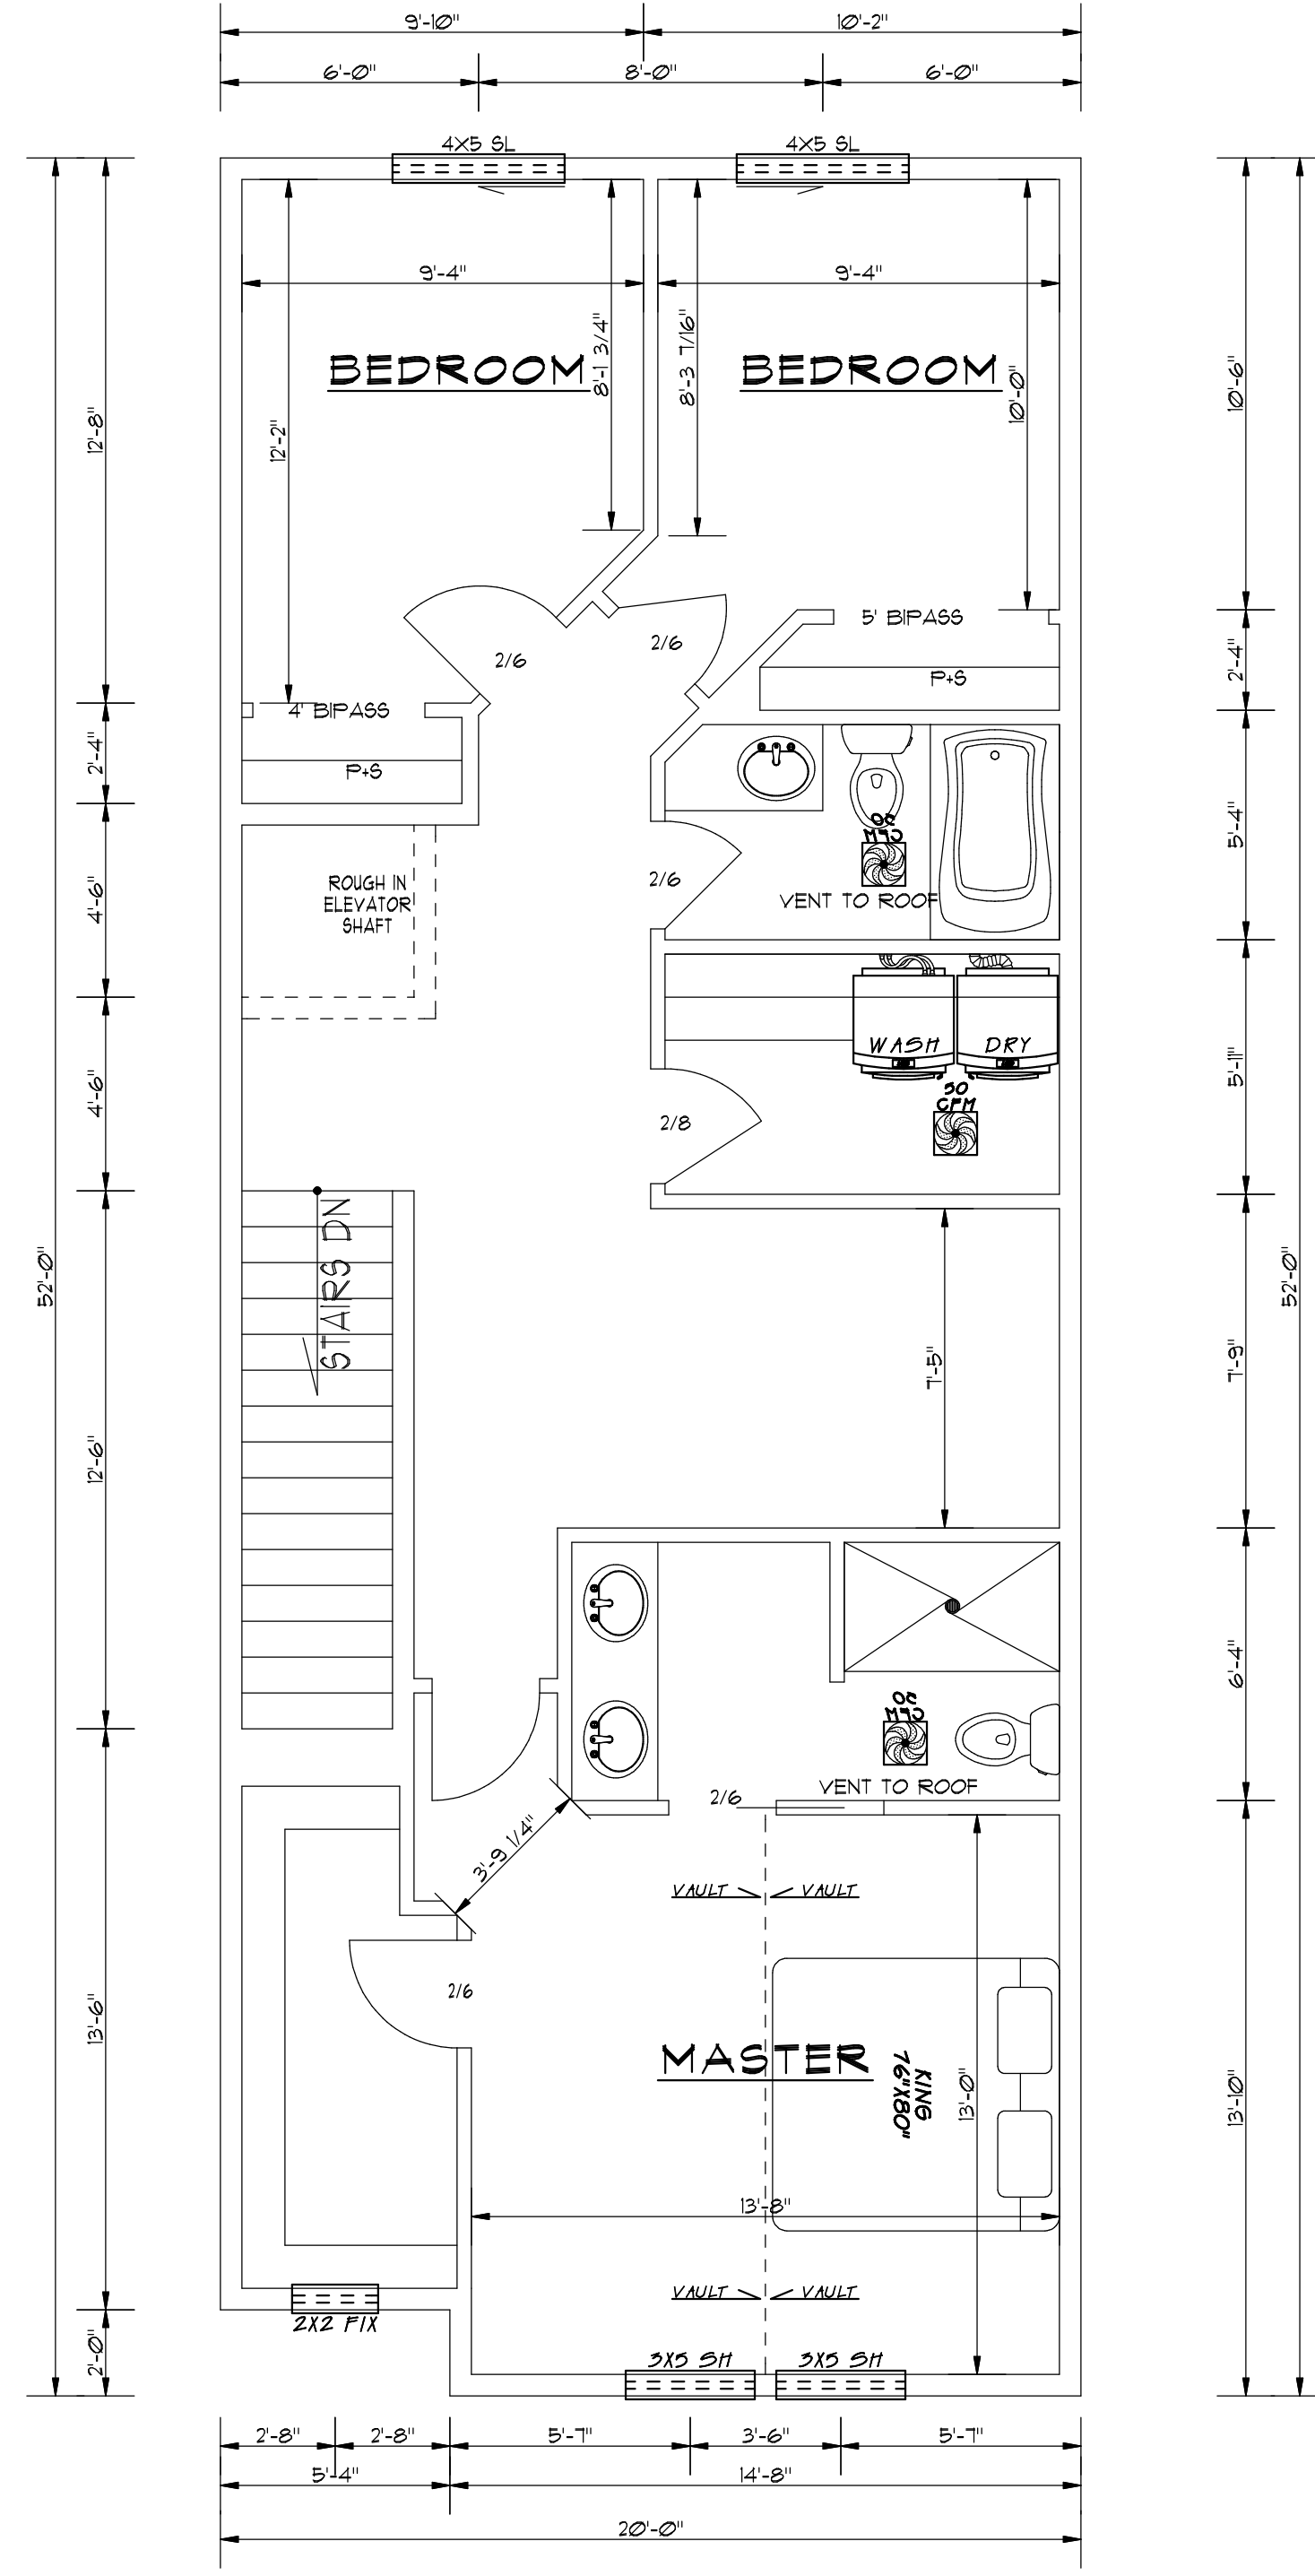 9'-10" 10'-2"
6'-0" 8'-0" 6'-0"
4X5 SL 4X5 SL
9'-4" 9'-4"
BEDROOM BEDROOM
8'-1 3/4" 8'-3 7/16"
10'-0" 10'-6"
12'-2"
12'-8"
5' BIPASS
2/6 2/6
2'-4"
P+S
4' BIPASS
2'-4"
P+S
50
CFM
5'-4"
2/6
VENT TO ROOF
4'-6"
ROUGH IN
ELEVATOR
SHAFT
WASH DRY
5'-11"
4'-6"
50
CFM
2/8
STAIRS DN
52'-0" 52'-0"
7'-5" 7'-9"
12'-6"
6'-4"
50
CFM
VENT TO ROOF
2/6
3'-9 1/4"
VAULT VAULT
2/6
13'-6"
MASTER
KING
76"X80"
13'-0" 13'-10"
13'-8"
VAULT VAULT
2X2 FIX
2'-0"
3X5 SH 3X5 SH
2'-8" 2'-8" 5'-7" 3'-6" 5'-7"
5'-4" 14'-8"
20'-0"